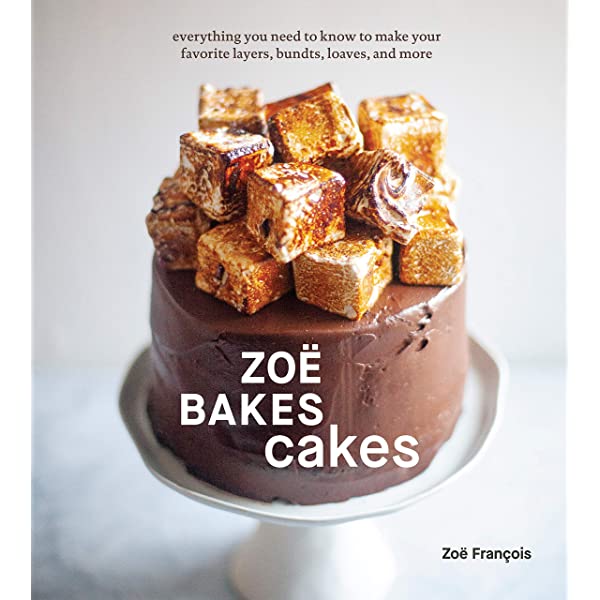 everything you need to know to make your
favorite layers, bundts, loaves, and more
ZOË
BAKES
cakes
Zoë François